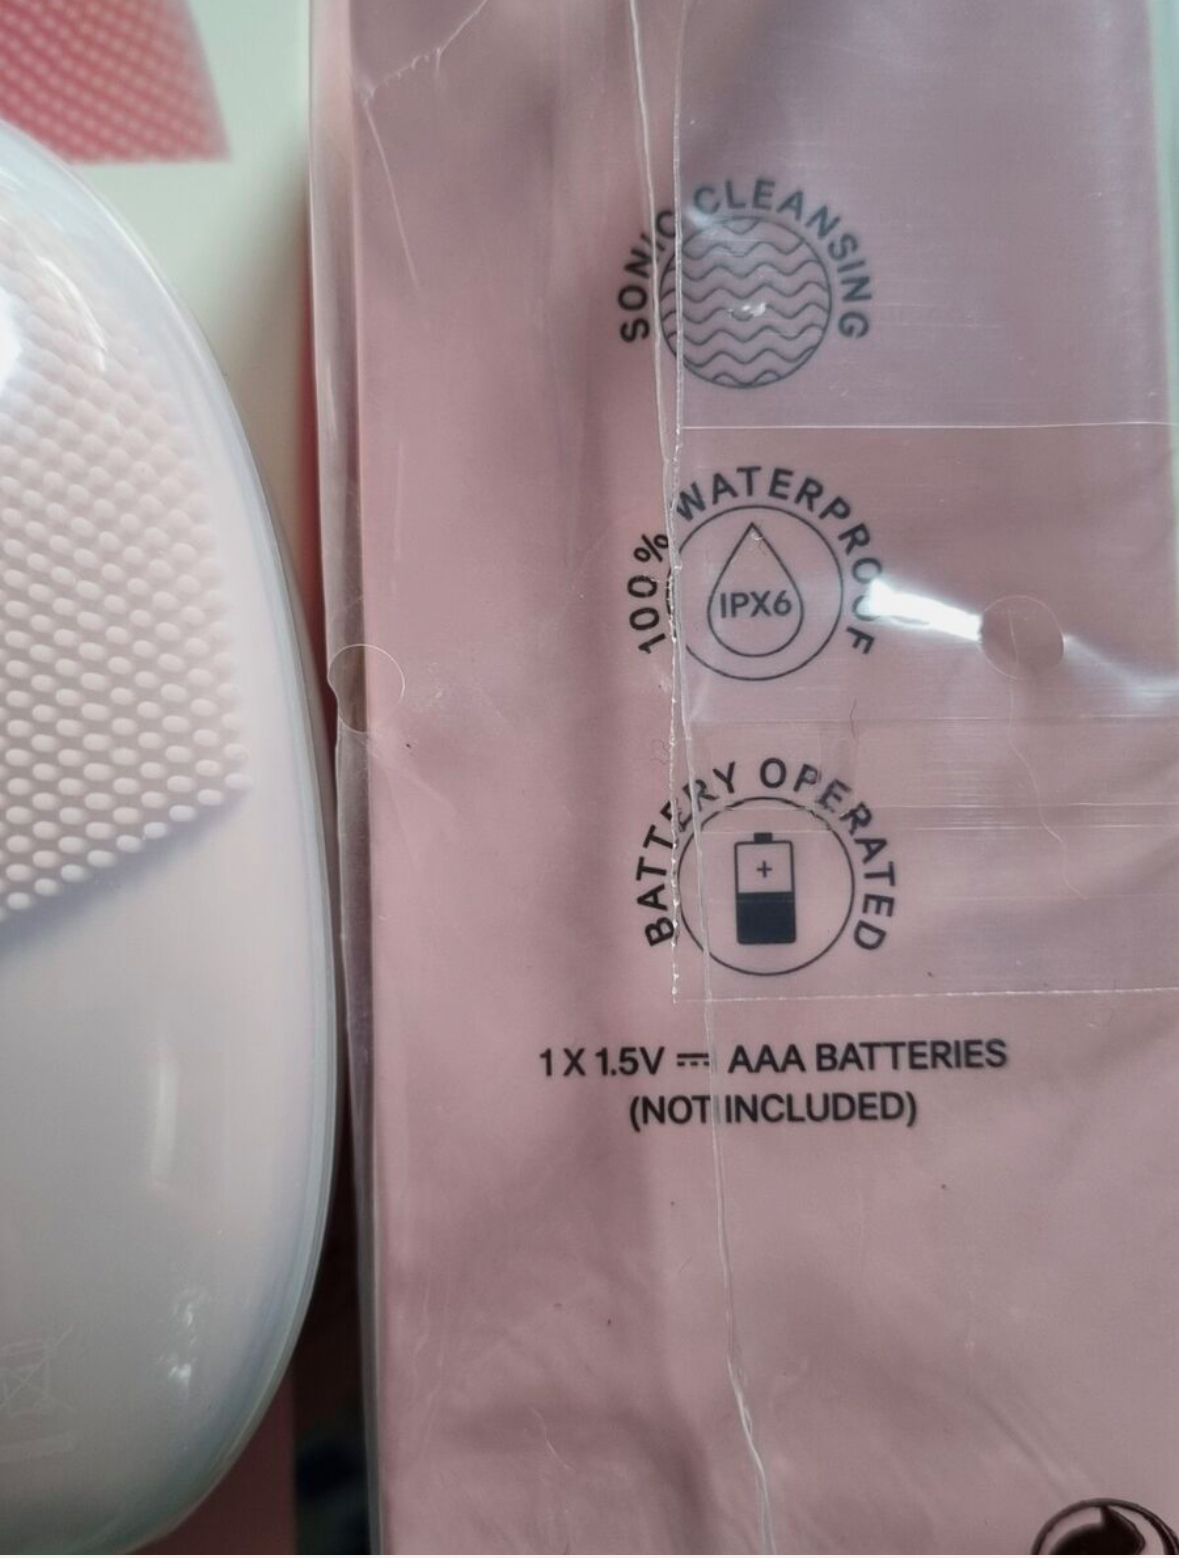 SONIC CLEANSING
100% WATERPROOF
IPX6
BATTERY OPERATED
+
1 X 1.5V ⎓ AAA BATTERIES
(NOT INCLUDED)